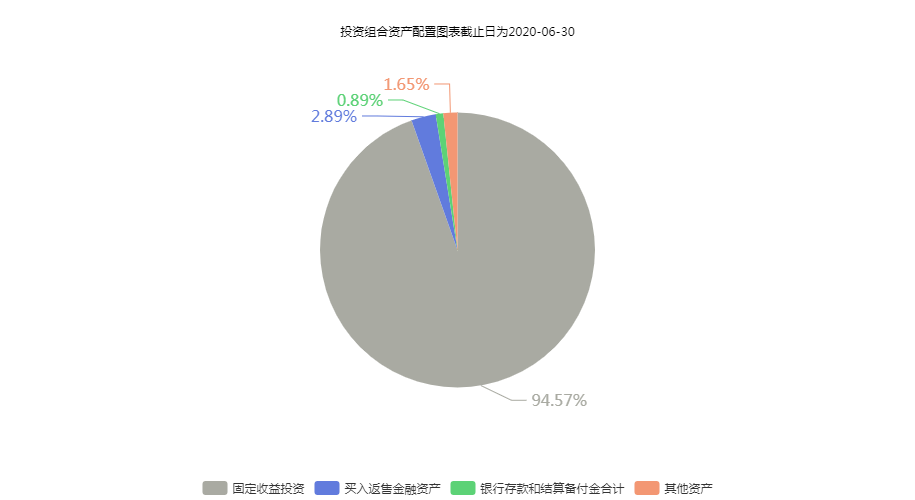 投资组合资产配置图表截止日为2020-06-30
1.65%
0.89%
2.89%
94.57%
固定收益投资 买入返售金融资产 银行存款和结算备付金合计 其他资产